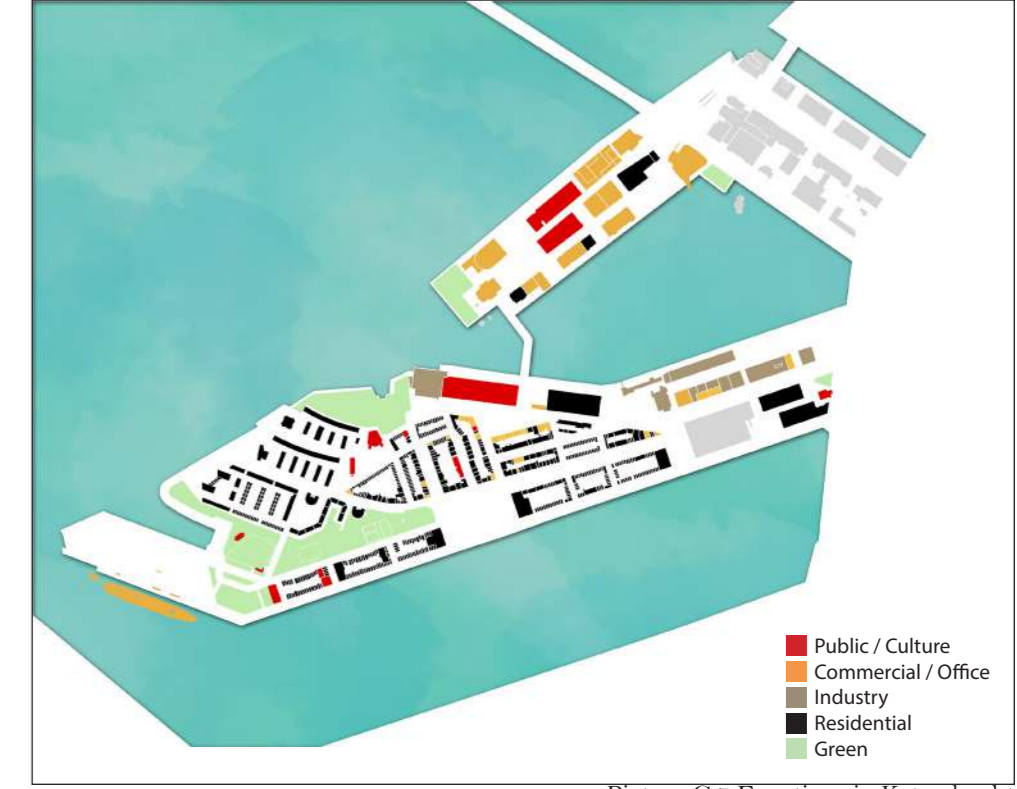 Public / Culture
Commercial / Office
Industry
Residential
Green